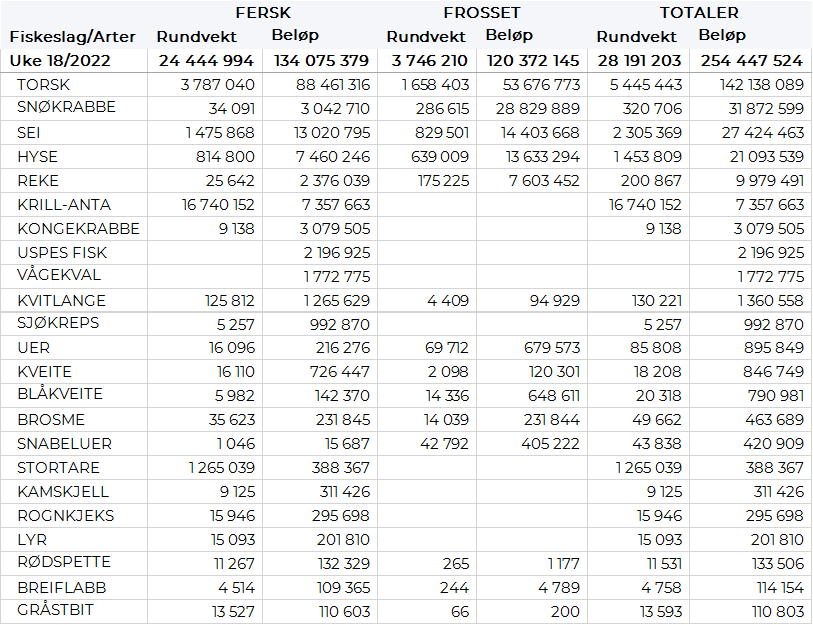 FERSK FROSSET TOTALER
Fiskeslag/Arter Rundvekt Beløp Rundvekt Beløp Rundvekt Beløp
Uke 18/2022 24 444 994 134 075 379 3 746 210 120 372 145 28 191 203 254 447 524
TORSK 3 787 040 88 461 316 1 658 403 53 676 773 5 445 443 142 138 089
SNØKRABBE 34 091 3 042 710 286 615 28 829 889 320 706 31 872 599
SEI 1 475 868 13 020 795 829 501 14 403 668 2 305 369 27 424 463
HYSE 814 800 7 460 246 639 009 13 633 294 1 453 809 21 093 539
REKE 25 642 2 376 039 175 225 7 603 452 200 867 9 979 491
KRILL-ANTA 16 740 152 7 357 663 16 740 152 7 357 663
KONGEKRABBE 9 138 3 079 505 9 138 3 079 505
USPES FISK 2 196 925 2 196 925
VÅGEKVAL 1 772 775 1 772 775
KVITLANGE 125 812 1 265 629 4 409 94 929 130 221 1 360 558
SJØKREPS 5 257 992 870 5 257 992 870
UER 16 096 216 276 69 712 679 573 85 808 895 849
KVEITE 16 110 726 447 2 098 120 301 18 208 846 749
BLÅKVEITE 5 982 142 370 14 336 648 611 20 318 790 981
BROSME 35 623 231 845 14 039 231 844 49 662 463 689
SNABELUER 1 046 15 687 42 792 405 222 43 838 420 909
STORTARE 1 265 039 388 367 1 265 039 388 367
KAMSKJELL 9 125 311 426 9 125 311 426
ROGNKJEKS 15 946 295 698 15 946 295 698
LYR 15 093 201 810 15 093 201 810
RØDSPETTE 11 267 132 329 265 1 177 11 531 133 506
BREIFLABB 4 514 109 365 244 4 789 4 758 114 154
GRÅSTBIT 13 527 110 603 66 200 13 593 110 803